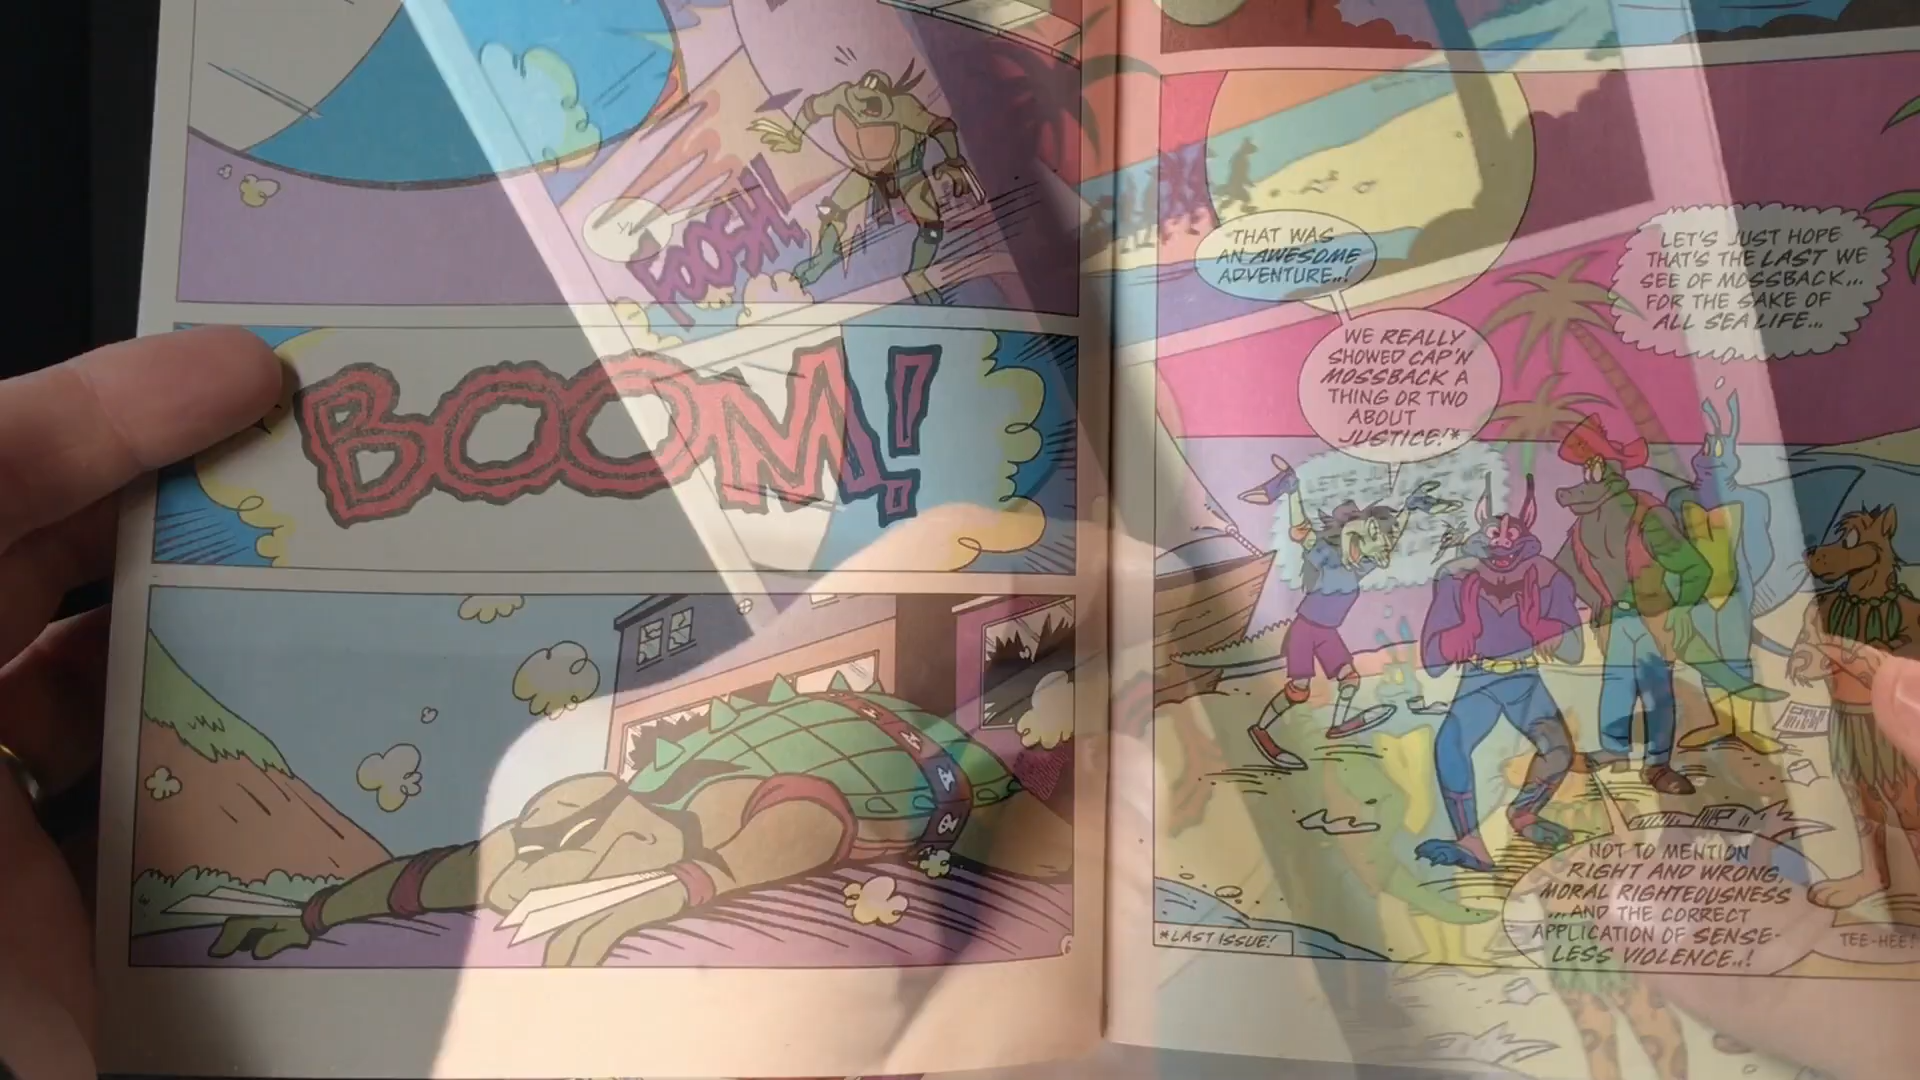 FOOSH!
BOOM!
THAT WAS
AN AWESOME
ADVENTURE..!
WE REALLY
SHOWED CAP'N
MOSSBACK A
THING OR TWO
ABOUT
JUSTICE!*
LET'S JUST HOPE
THAT'S THE LAST WE
SEE OF MOSSBACK...
FOR THE SAKE OF
ALL SEA LIFE...
NOT TO MENTION
RIGHT AND WRONG,
MORAL RIGHTEOUSNESS
...AND THE CORRECT
APPLICATION OF SENSE-
LESS VIOLENCE..!
TEE-HEE!
*LAST ISSUE!
6